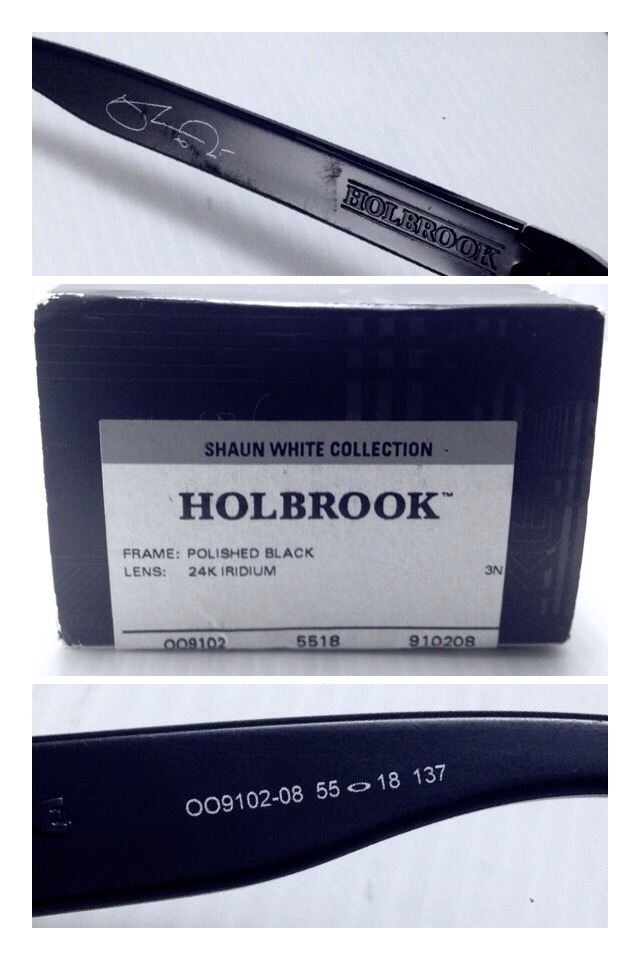 HOLBROOK
SHAUN WHITE COLLECTION
HOLBROOK™
FRAME: POLISHED BLACK
LENS: 24K IRIDIUM
3N
OO9102 5518 910208
OO9102-08 55 18 137